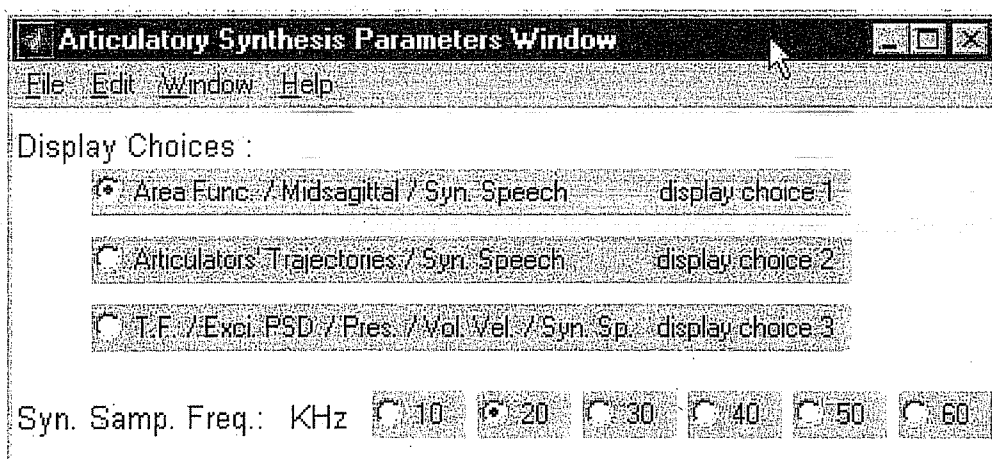 Articulatory Synthesis Parameters Window
File Edit Window Help
Display Choices :
Area Func. / Midsagittal / Syn. Speech display choice 1
Articulators' Trajectories / Syn. Speech display choice 2
T.F. / Exci. PSD / Pres. / Vol. Vel. / Syn. Sp. display choice 3
Syn. Samp. Freq.: KHz 10 20 30 40 50 60